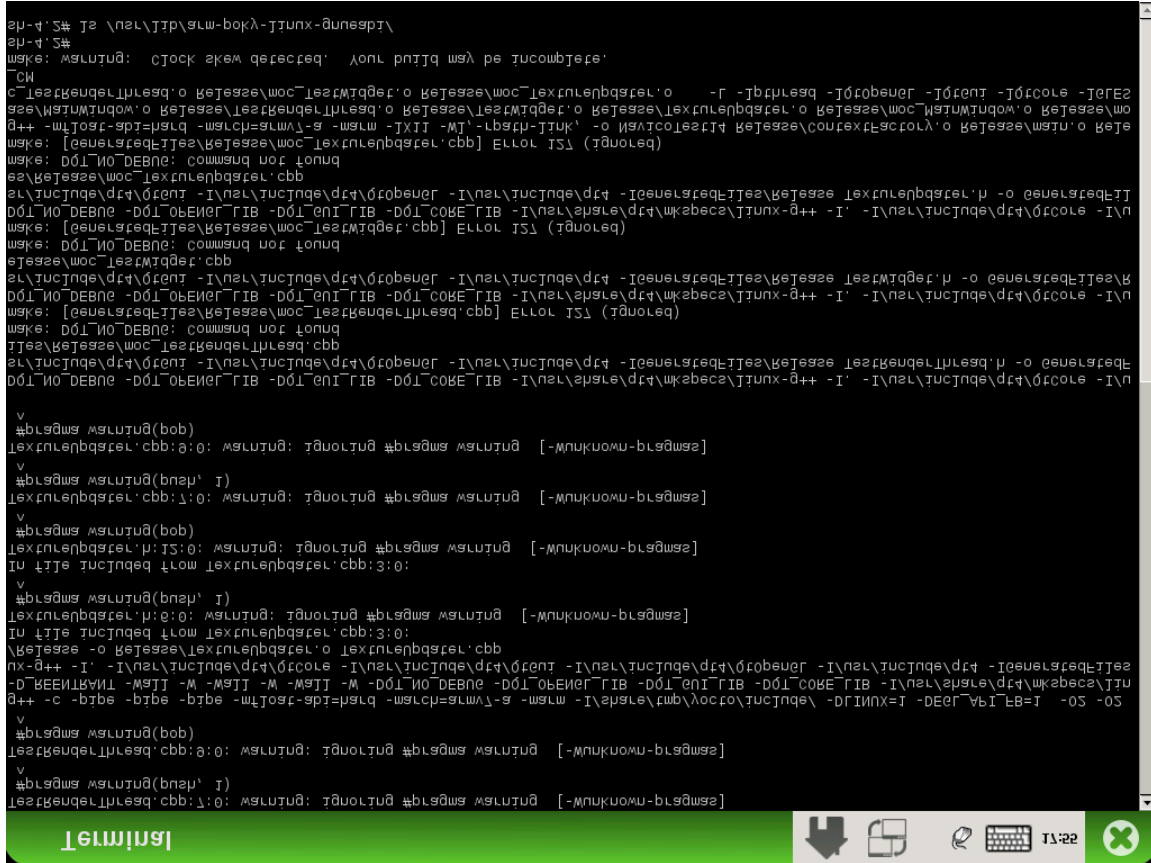 Terminal
17:55
TestRenderThread.cpp:7:0: warning: ignoring #pragma warning  [-Wunknown-pragmas]
 #pragma warning(push, 1)
 ^
TestRenderThread.cpp:9:0: warning: ignoring #pragma warning  [-Wunknown-pragmas]
 #pragma warning(pop)
 ^
g++ -c -pipe -pipe -pipe -mfloat-abi=hard -march=armv7-a -marm -I/share/tmp/yocto/include/ -DLINUX=1 -DEGL_API_FB=1  -O2 -O2
-D_REENTRANT -Wall -W -Wall -W -Wall -W -DQT_NO_DEBUG -DQT_OPENGL_LIB -DQT_GUI_LIB -DQT_CORE_LIB -I/usr/share/qt4/mkspecs/lin
ux-g++ -I. -I/usr/include/qt4/QtCore -I/usr/include/qt4/QtGui -I/usr/include/qt4/QtOpenGL -I/usr/include/qt4 -IGeneratedFiles
/Release -o Release/TextureUpdater.o TextureUpdater.cpp
In file included from TextureUpdater.cpp:3:0:
TextureUpdater.h:6:0: warning: ignoring #pragma warning  [-Wunknown-pragmas]
 #pragma warning(push, 1)
 ^
In file included from TextureUpdater.cpp:3:0:
TextureUpdater.h:12:0: warning: ignoring #pragma warning  [-Wunknown-pragmas]
 #pragma warning(pop)
 ^
TextureUpdater.cpp:7:0: warning: ignoring #pragma warning  [-Wunknown-pragmas]
 #pragma warning(push, 1)
 ^
TextureUpdater.cpp:9:0: warning: ignoring #pragma warning  [-Wunknown-pragmas]
 #pragma warning(pop)
 ^
DQT_NO_DEBUG -DQT_OPENGL_LIB -DQT_GUI_LIB -DQT_CORE_LIB -I/usr/share/qt4/mkspecs/linux-g++ -I. -I/usr/include/qt4/QtCore -I/u
sr/include/qt4/QtGui -I/usr/include/qt4/QtOpenGL -I/usr/include/qt4 -IGeneratedFiles/Release TestRenderThread.h -o GeneratedF
iles/Release/moc_TestRenderThread.cpp
make: DQT_NO_DEBUG: Command not found
make: [GeneratedFiles/Release/moc_TestRenderThread.cpp] Error 127 (ignored)
DQT_NO_DEBUG -DQT_OPENGL_LIB -DQT_GUI_LIB -DQT_CORE_LIB -I/usr/share/qt4/mkspecs/linux-g++ -I. -I/usr/include/qt4/QtCore -I/u
sr/include/qt4/QtGui -I/usr/include/qt4/QtOpenGL -I/usr/include/qt4 -IGeneratedFiles/Release TestWidget.h -o GeneratedFiles/R
elease/moc_TestWidget.cpp
make: DQT_NO_DEBUG: Command not found
make: [GeneratedFiles/Release/moc_TestWidget.cpp] Error 127 (ignored)
DQT_NO_DEBUG -DQT_OPENGL_LIB -DQT_GUI_LIB -DQT_CORE_LIB -I/usr/share/qt4/mkspecs/linux-g++ -I. -I/usr/include/qt4/QtCore -I/u
sr/include/qt4/QtGui -I/usr/include/qt4/QtOpenGL -I/usr/include/qt4 -IGeneratedFiles/Release TextureUpdater.h -o GeneratedFil
es/Release/moc_TextureUpdater.cpp
make: DQT_NO_DEBUG: Command not found
make: [GeneratedFiles/Release/moc_TextureUpdater.cpp] Error 127 (ignored)
g++ -mfloat-abi=hard -march=armv7-a -marm -lX11 -Wl,-rpath-link, -o NavicoTest14 Release/ContextFactory.o Release/main.o Rele
ase/MainWindow.o Release/TestRenderThread.o Release/TestWidget.o Release/TextureUpdater.o Release/moc_MainWindow.o Release/mo
c_TestRenderThread.o Release/moc_TestWidget.o Release/moc_TextureUpdater.o    -L -lpthread -lQtOpenGL -lQtGui -lQtCore -lGLES
_CM
make: warning:  Clock skew detected.  Your build may be incomplete.
sh-4.2#
sh-4.2# ls /usr/lib/arm-poky-linux-gnueabi/